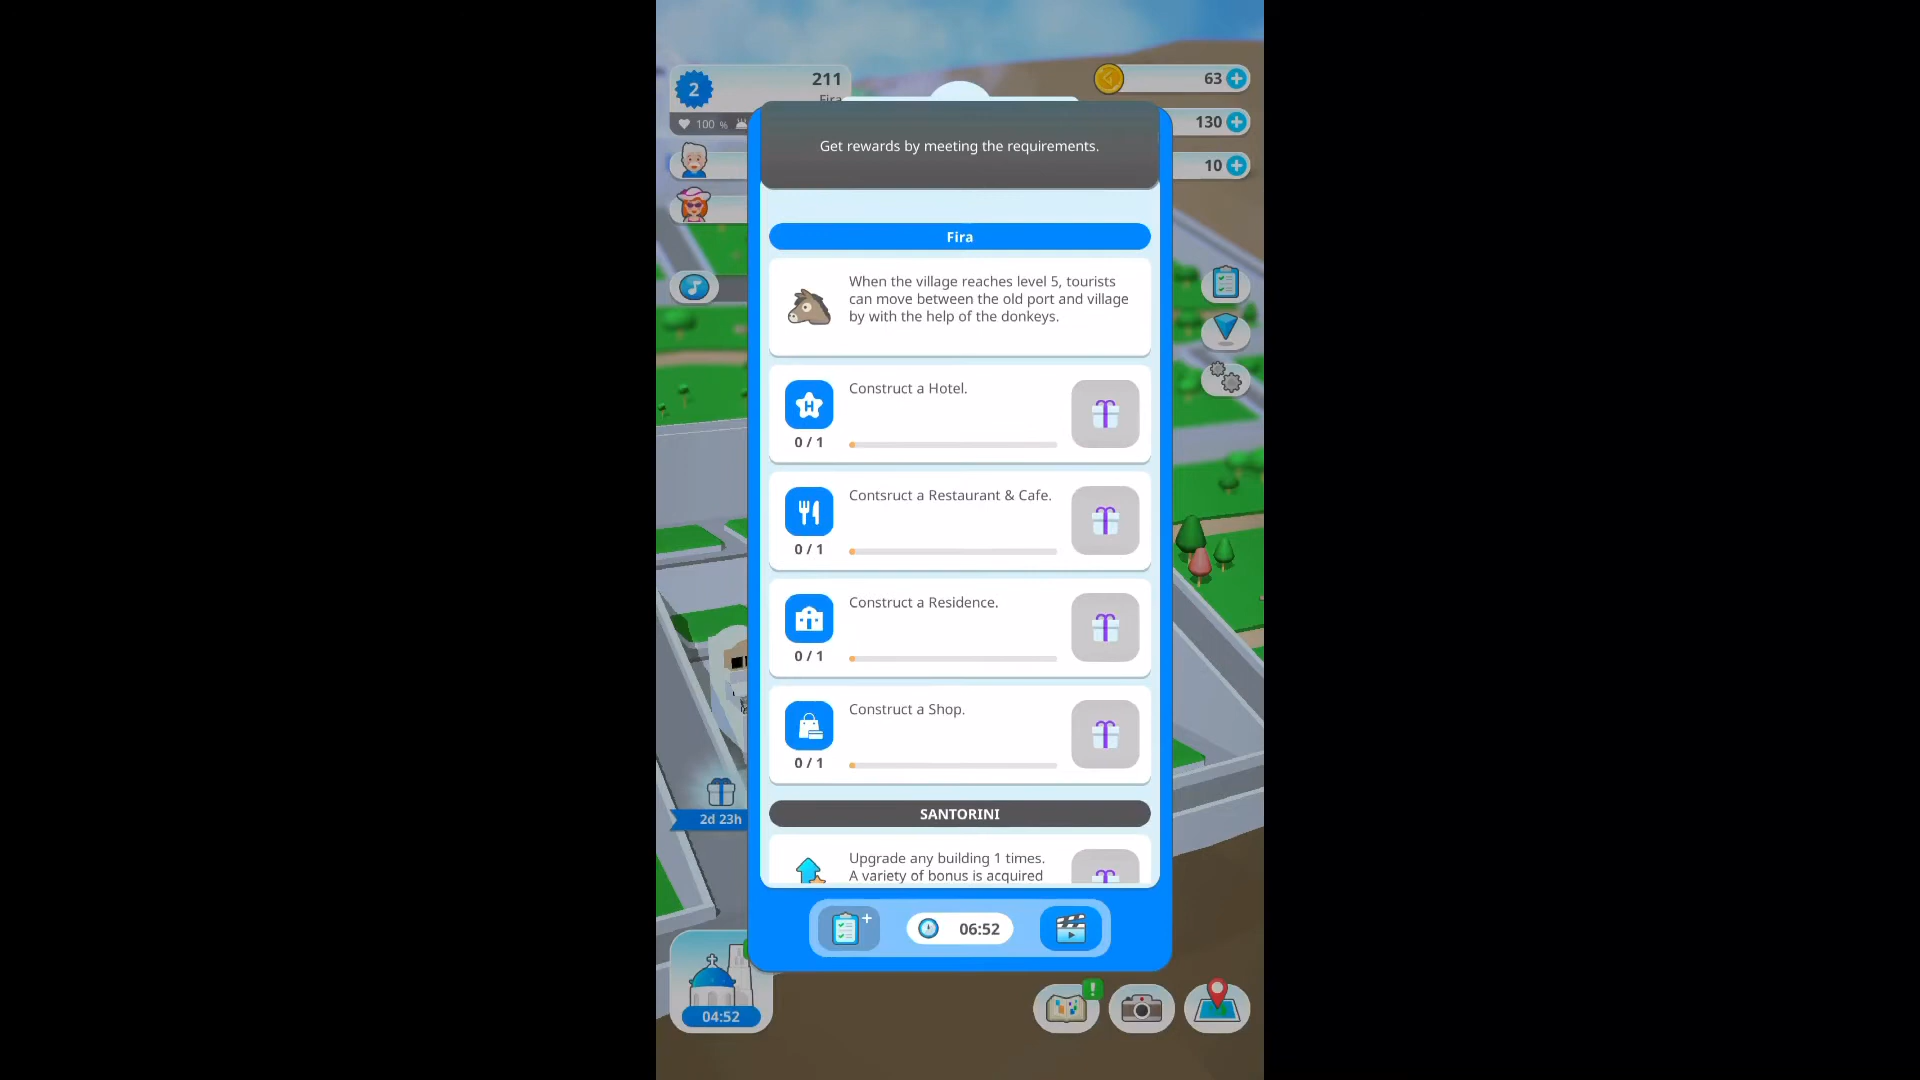 2
211
Fira
100 %
63
130
10
Get rewards by meeting the requirements.
Fira
When the village reaches level 5, tourists
can move between the old port and village
by with the help of the donkeys.
Construct a Hotel.
0 / 1
Contsruct a Restaurant & Cafe.
0 / 1
Construct a Residence.
0 / 1
Construct a Shop.
0 / 1
SANTORINI
Upgrade any building 1 times.
A variety of bonus is acquired
2d 23h
06:52
04:52